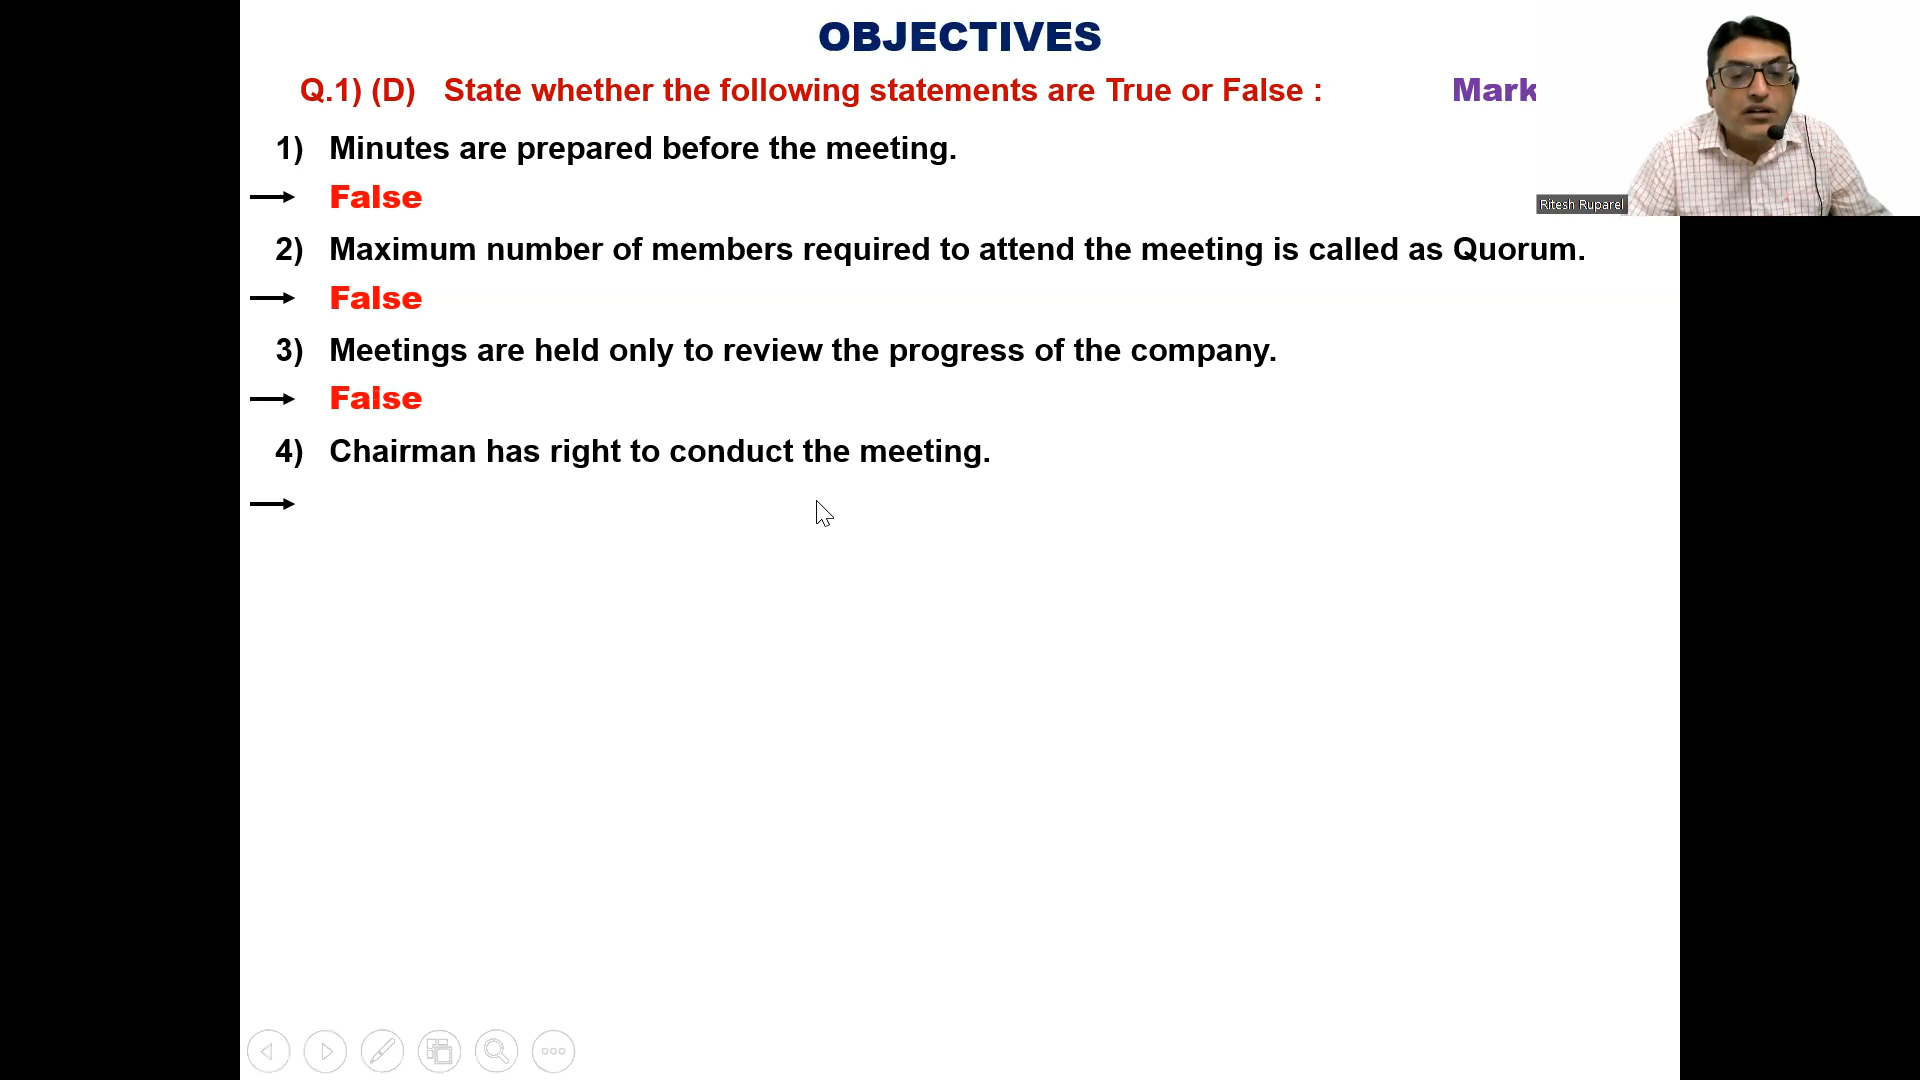 OBJECTIVES
Q.1) (D) State whether the following statements are True or False : Mark
1) Minutes are prepared before the meeting.
False
2) Maximum number of members required to attend the meeting is called as Quorum.
False
3) Meetings are held only to review the progress of the company.
False
4) Chairman has right to conduct the meeting.
Ritesh Ruparel